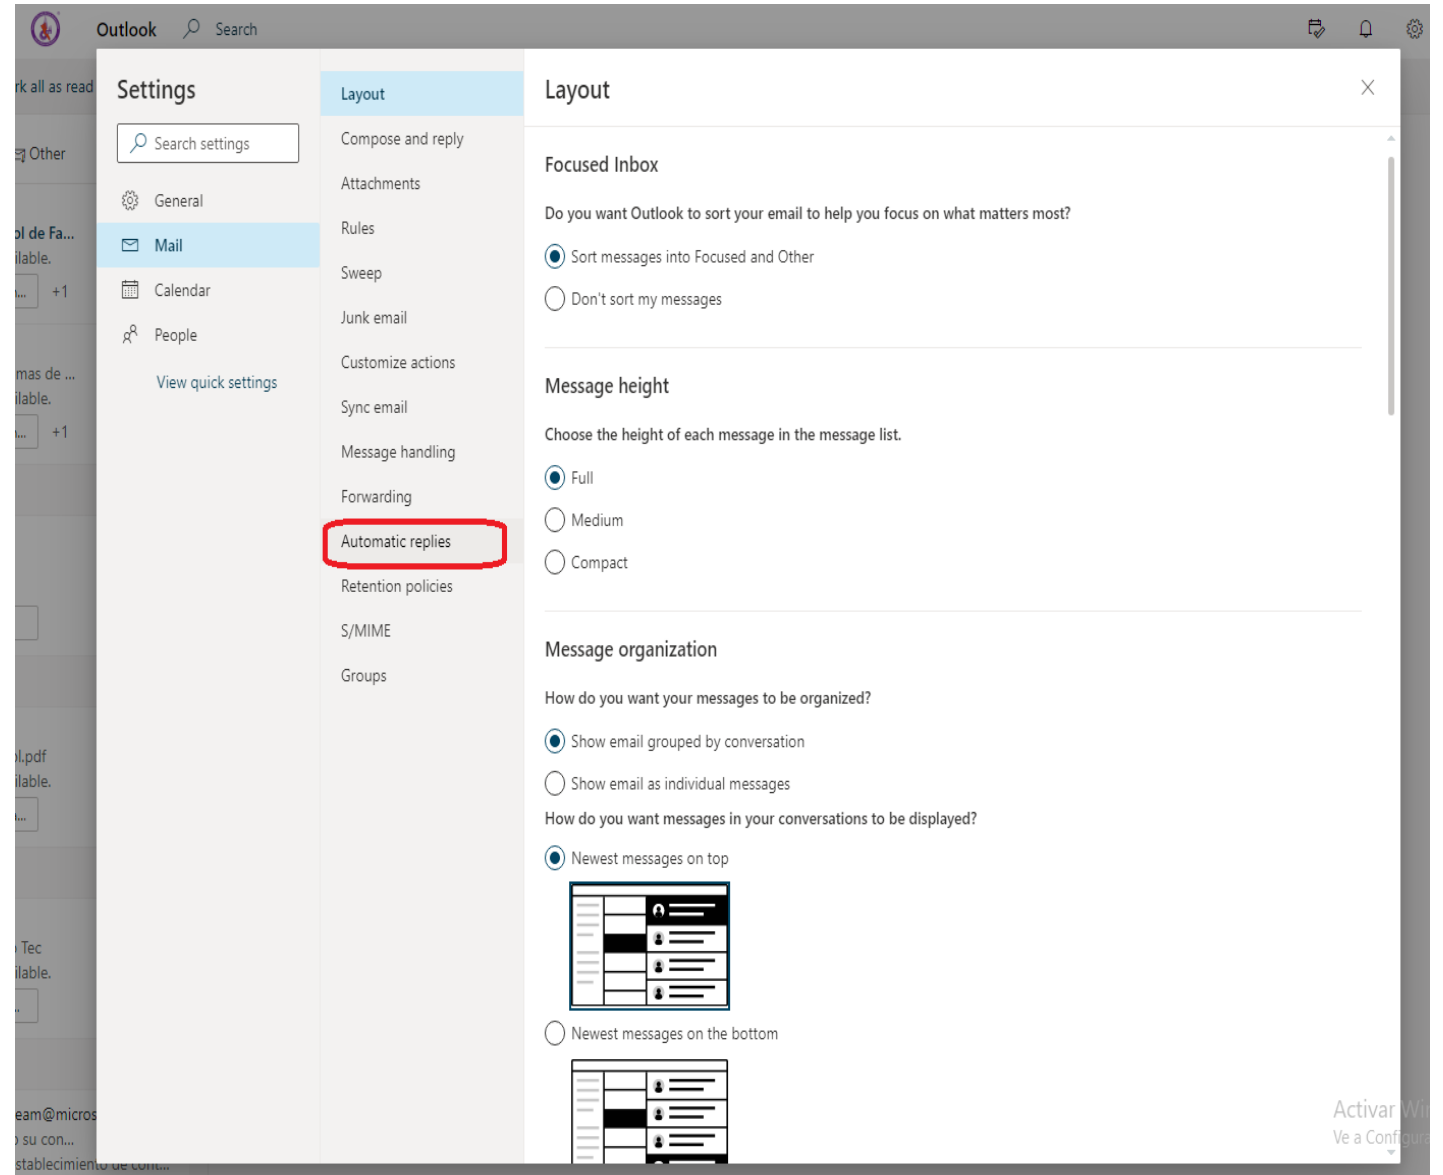 Outlook
Search
rk all as read
Other
ol de Fa...
ilable.
+1
mas de ...
ilable.
+1
ol.pdf
ilable.
Tec
ilable.
eam@micros
o su con...
stablecimiento de cont...
Settings
Search settings
General
Mail
Calendar
People
View quick settings
Layout
Compose and reply
Attachments
Rules
Sweep
Junk email
Customize actions
Sync email
Message handling
Forwarding
Automatic replies
Retention policies
S/MIME
Groups
Layout
Focused Inbox
Do you want Outlook to sort your email to help you focus on what matters most?
Sort messages into Focused and Other
Don't sort my messages
Message height
Choose the height of each message in the message list.
Full
Medium
Compact
Message organization
How do you want your messages to be organized?
Show email grouped by conversation
Show email as individual messages
How do you want messages in your conversations to be displayed?
Newest messages on top
Newest messages on the bottom
Activar Win
Ve a Configura